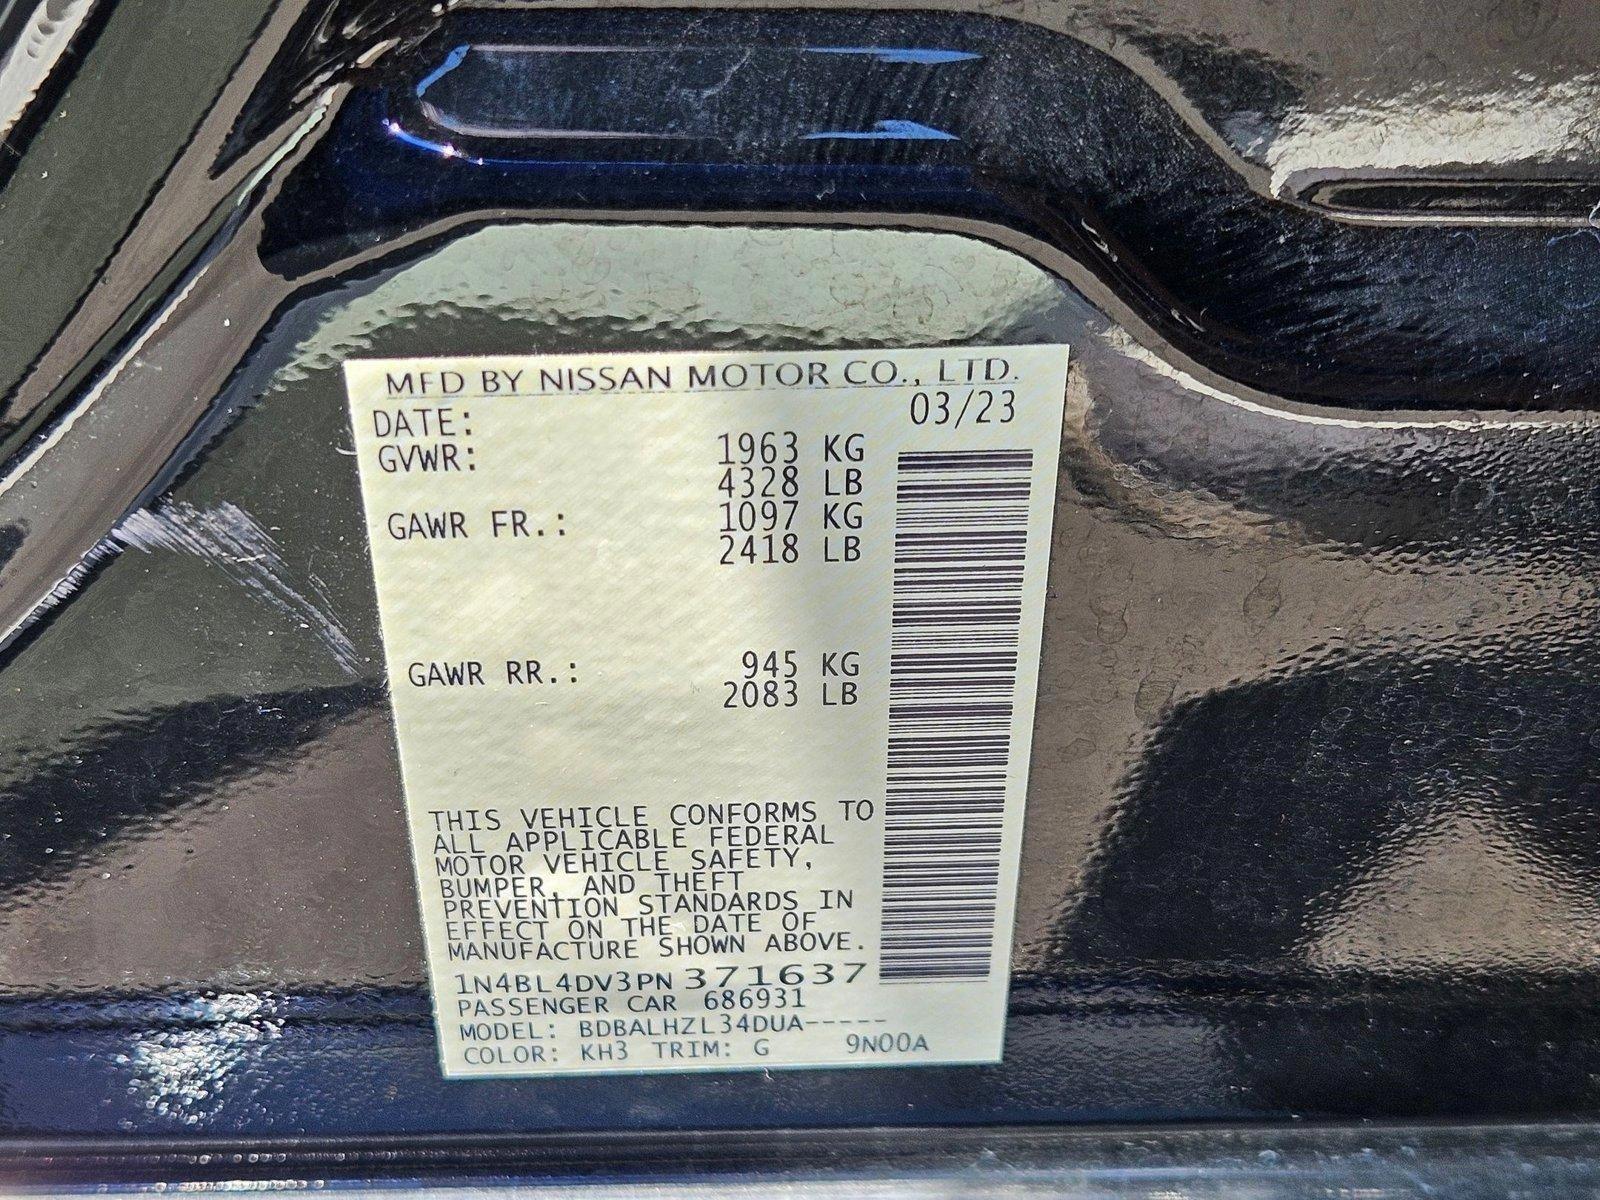 MFD BY NISSAN MOTOR CO., LTD.
DATE: 03/23
GVWR: 1963 KG
4328 LB
GAWR FR.: 1097 KG
2418 LB
GAWR RR.: 945 KG
2083 LB
THIS VEHICLE CONFORMS TO
ALL APPLICABLE FEDERAL
MOTOR VEHICLE SAFETY,
BUMPER, AND THEFT
PREVENTION STANDARDS IN
EFFECT ON THE DATE OF
MANUFACTURE SHOWN ABOVE.
1N4BL4DV3PN371637
PASSENGER CAR 686931
MODEL: BDBALHZL34DUA-----
COLOR: KH3 TRIM: G 9N00A